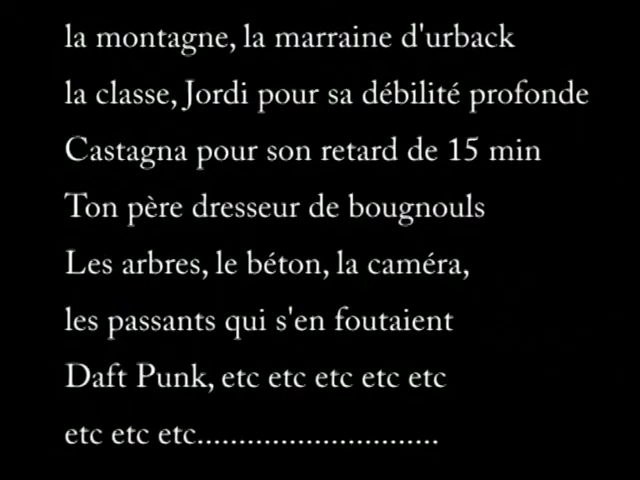 la montagne, la marraine d'urback
la classe, Jordi pour sa débilité profonde
Castagna pour son retard de 15 min
Ton père dresseur de bougnouls
Les arbres, le béton, la caméra,
les passants qui s'en foutaient
Daft Punk, etc etc etc etc etc
etc etc etc.............................